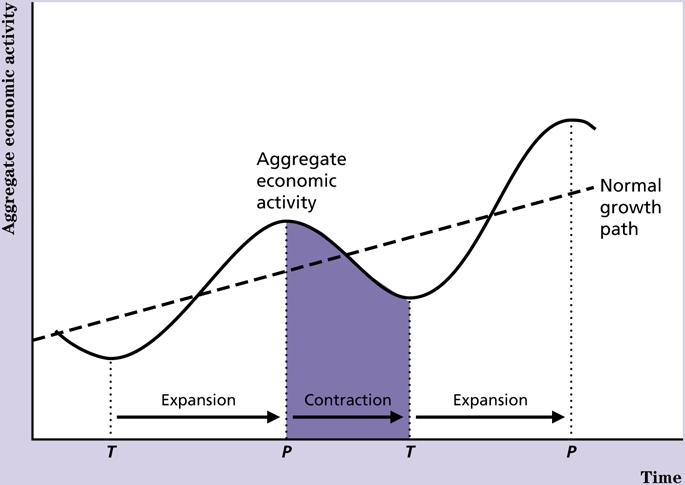 Aggregate economic activity
Aggregate
economic
activity
Normal
growth
path
Expansion
Contraction
Expansion
T
P
T
P
Time